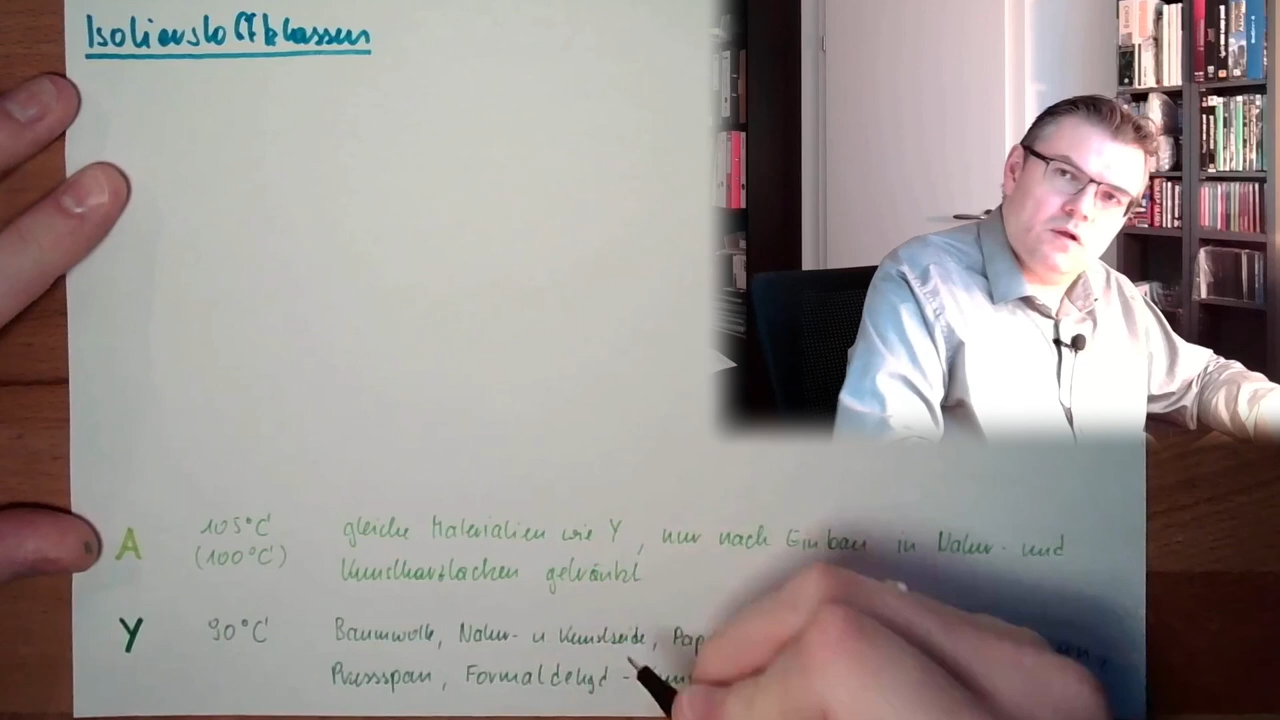 Isolierstoffklassen
A 105°C gleiche Materialien wie Y, nur nach Einbau in Natur- und
(100°C) Kunstharzlacken getränkt
Y 90°C Baumwolle, Natur- u Kunstseide, Pap
Pressspan, Formaldehyd -